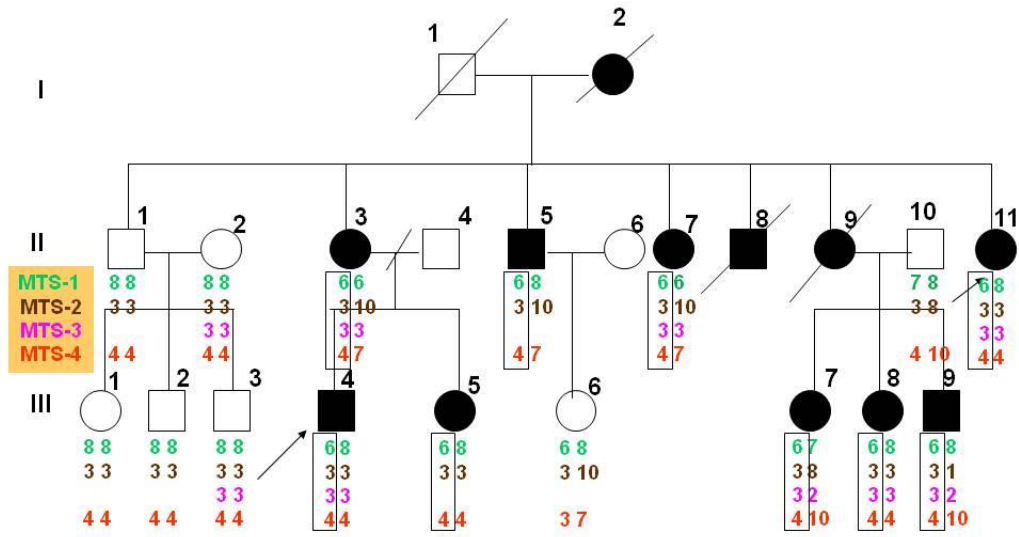 1 2
I
1 2 3 4 5 6 7 8 9 10 11
II
MTS-1 8 8 8 8 6 6 6 8 6 6 7 8 6 8
MTS-2 3 3 3 3 3 10 3 10 3 10 3 8 3 3
MTS-3 3 3 3 3 3 3 3 3
MTS-4 4 4 4 4 4 7 4 7 4 7 4 10 4 4
1 2 3 4 5 6 7 8 9
III
8 8 8 8 8 8 6 8 6 8 6 8 6 7 6 8 6 8
3 3 3 3 3 3 3 3 3 3 3 10 3 8 3 3 3 1
3 3 3 3 3 2 3 3 3 2
4 4 4 4 4 4 4 4 4 4 3 7 4 10 4 4 4 10